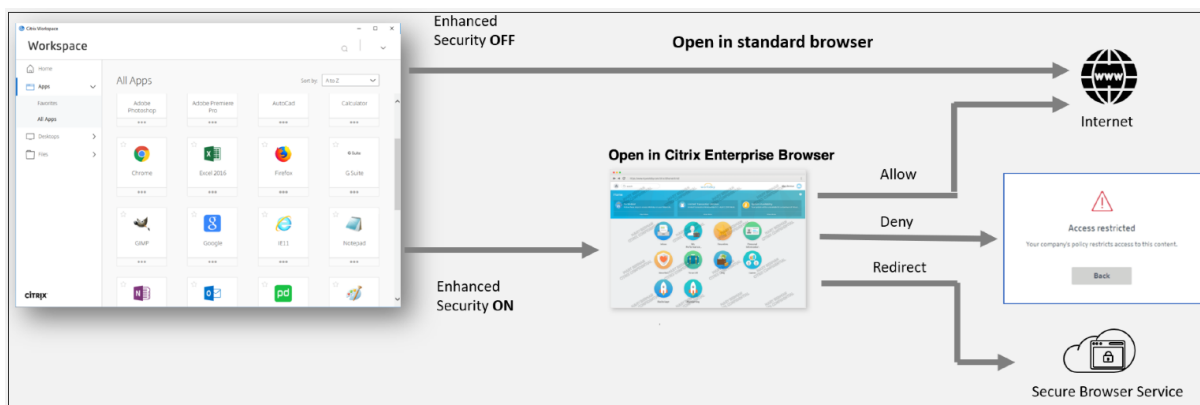 Citrix Workspace
Workspace
Home
Apps
Favorites
All Apps
Desktops
Files
citrix
All Apps
Sort by: A to Z
Adobe
Photoshop
Adobe Premiere
Pro
AutoCad
Calculator
Chrome
Excel 2016
Firefox
G Suite
G Suite
GIMP
Google
IE11
Notepad
Enhanced
Security OFF
Open in standard browser
www
Internet
Open in Citrix Enterprise Browser
Allow
Deny
Redirect
Access restricted
Your company's policy restricts access to this content.
Back
Enhanced
Security ON
Secure Browser Service